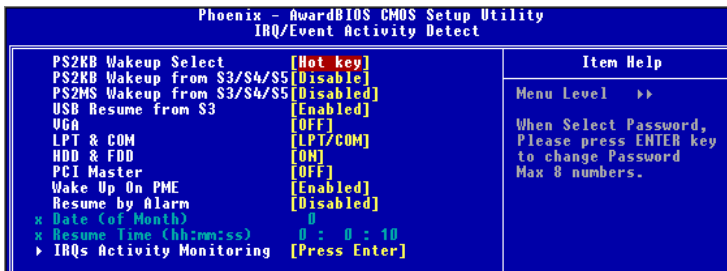 Phoenix - AwardBIOS CMOS Setup Utility
IRQ/Event Activity Detect
PS2KB Wakeup Select [Hot key]
PS2KB Wakeup from S3/S4/S5[Disable]
PS2MS Wakeup from S3/S4/S5[Disabled]
USB Resume from S3 [Enabled]
VGA [OFF]
LPT & COM [LPT/COM]
HDD & FDD [ON]
PCI Master [OFF]
Wake Up On PME [Enabled]
Resume by Alarm [Disabled]
x Date (of Month) 0
x Resume Time (hh:mm:ss) 0 : 0 : 10
▸ IRQs Activity Monitoring [Press Enter]
Item Help
Menu Level ▸▸
When Select Password,
Please press ENTER key
to change Password
Max 8 numbers.